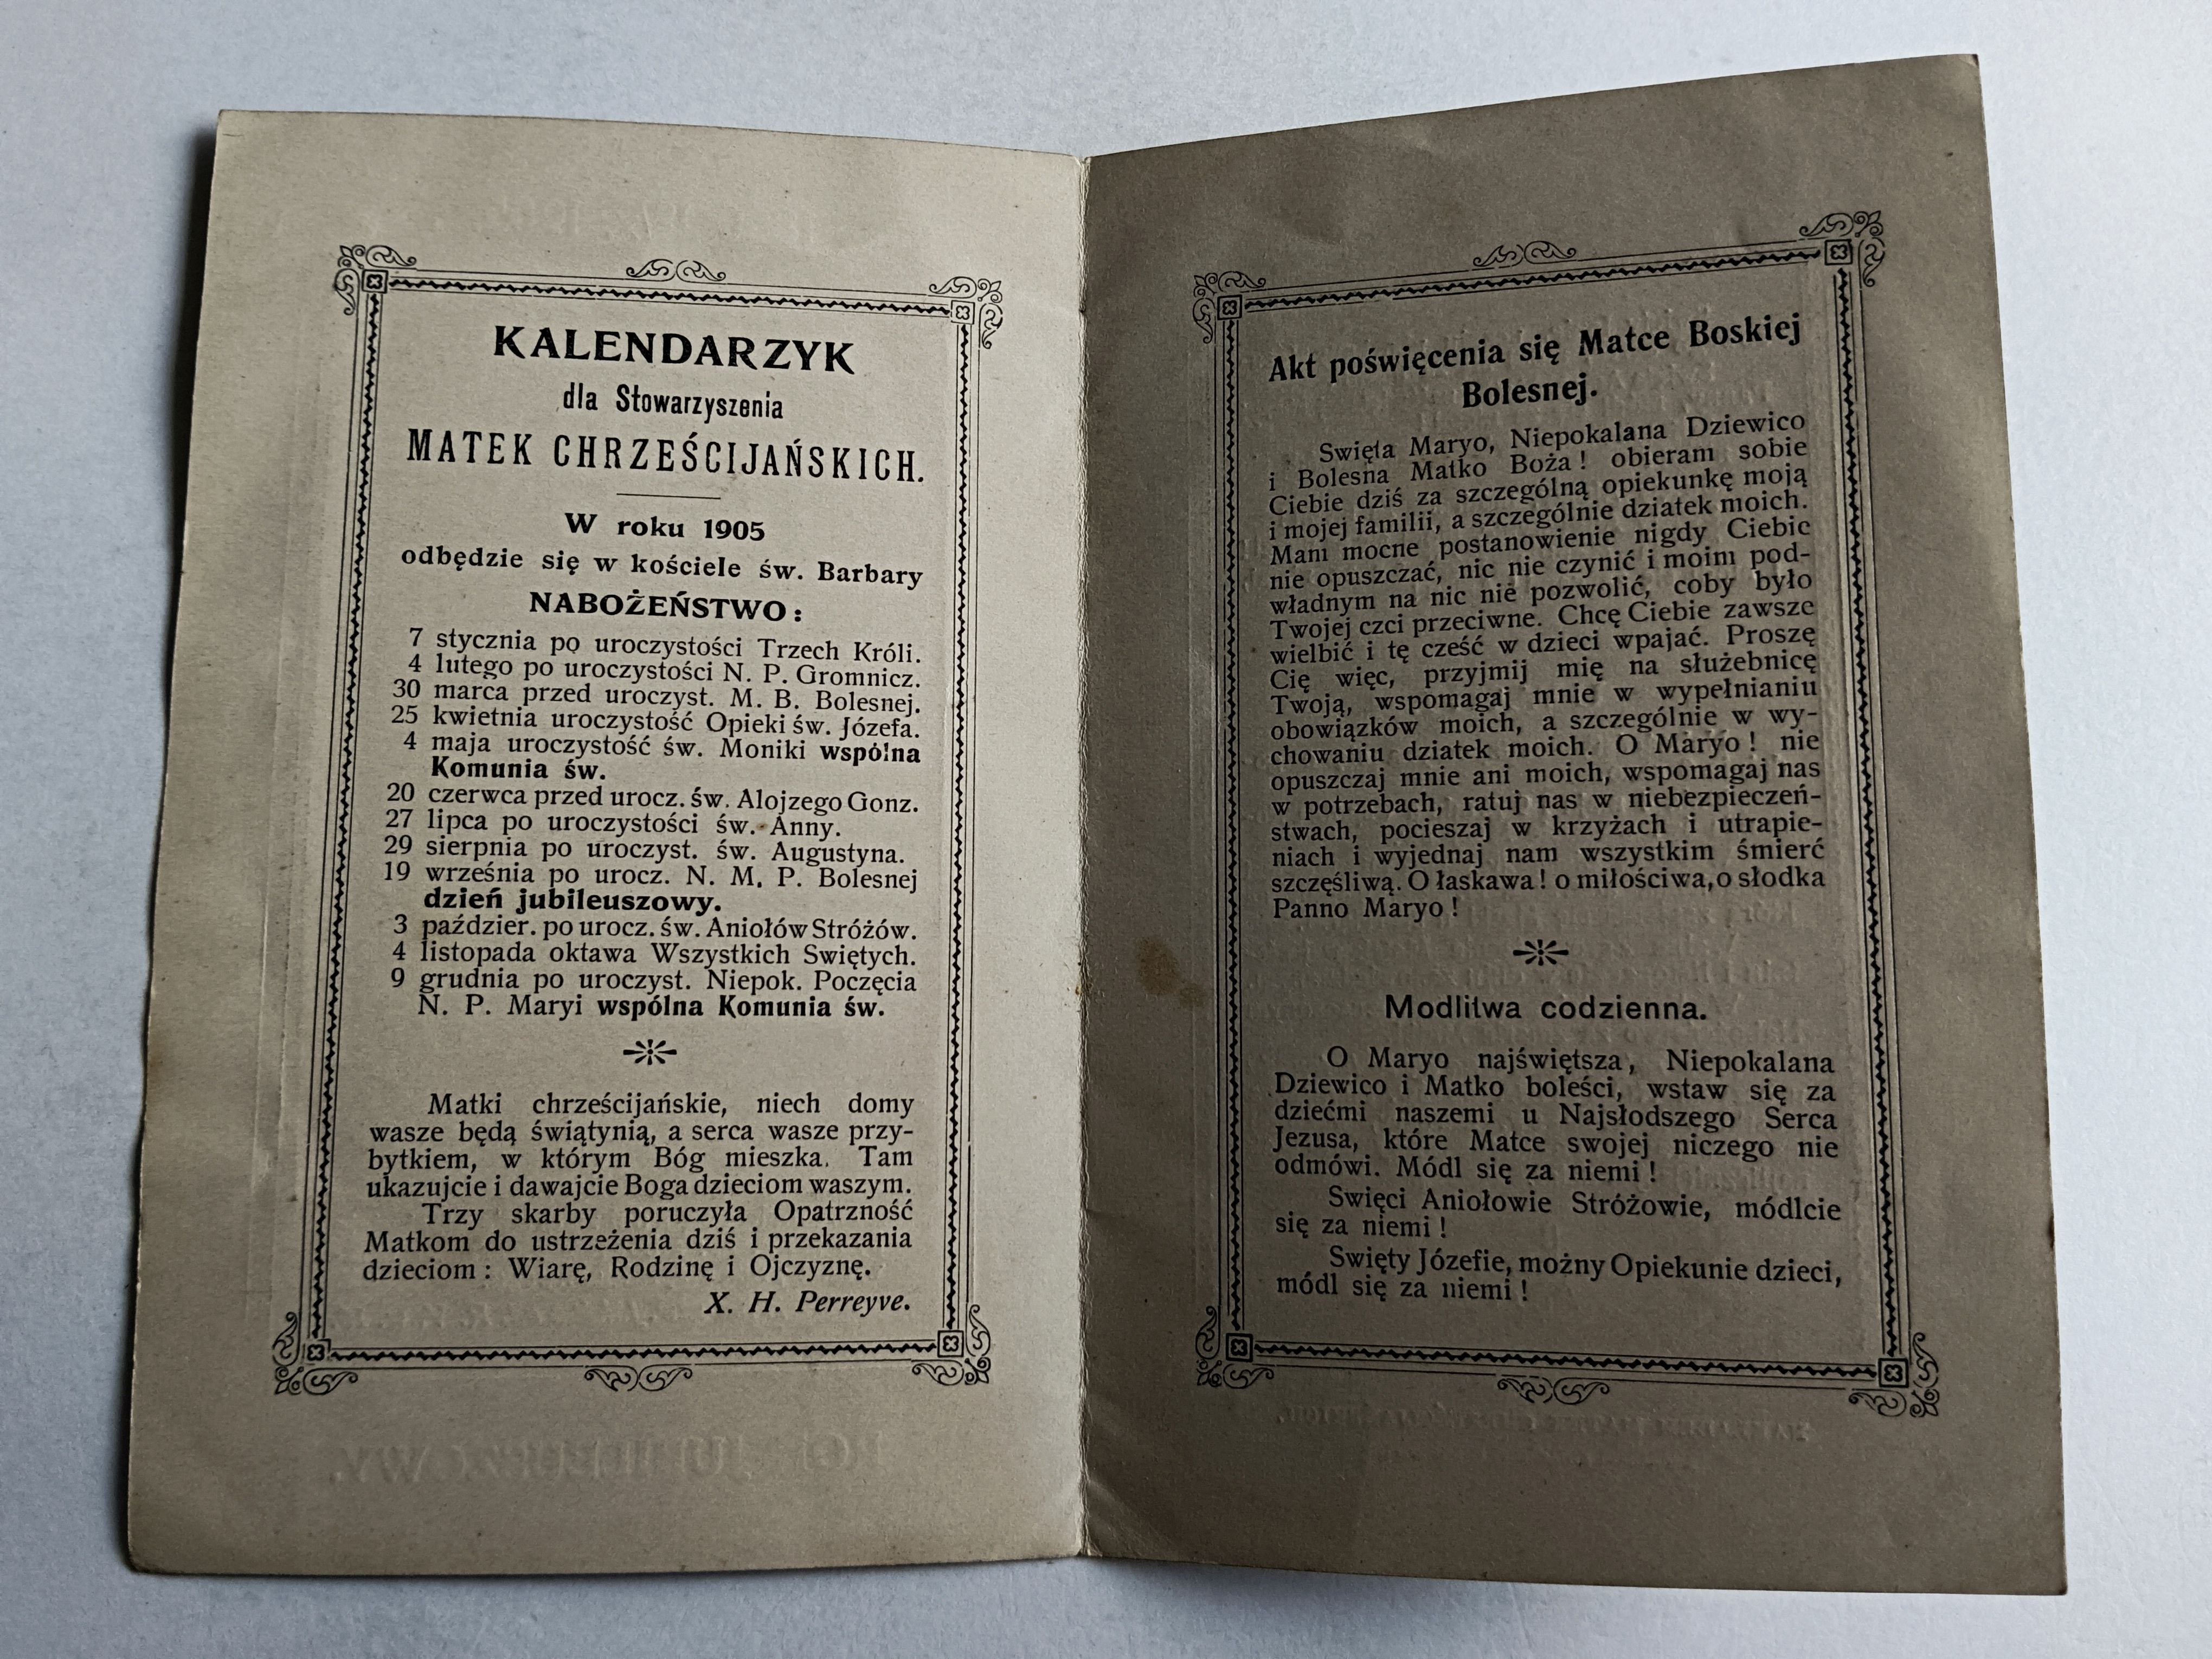 KALENDARZYK
dla Stowarzyszenia
MATEK CHRZEŚCIJAŃSKICH.
W roku 1905
odbędzie się w kościele św. Barbary
NABOŻEŃSTWO:
7 stycznia po uroczystości Trzech Króli.
4 lutego po uroczystości N. P. Gromnicz.
30 marca przed uroczyst. M. B. Bolesnej.
25 kwietnia uroczystość Opieki św. Józefa.
4 maja uroczystość św. Moniki wspólna
Komunia św.
20 czerwca przed urocz. św. Alojzego Gonz.
27 lipca po uroczystości św. Anny.
29 sierpnia po uroczyst. św. Augustyna.
19 września po urocz. N. M. P. Bolesnej
dzień jubileuszowy.
3 paździer. po urocz. św. Aniołów Stróżów.
4 listopada oktawa Wszystkich Swiętych.
9 grudnia po uroczyst. Niepok. Poczęcia
N. P. Maryi wspólna Komunia św.
Matki chrześcijańskie, niech domy
wasze będą świątynią, a serca wasze przy-
bytkiem, w którym Bóg mieszka. Tam
ukazujcie i dawajcie Boga dzieciom waszym.
Trzy skarby poruczyła Opatrzność
Matkom do ustrzeżenia dziś i przekazania
dzieciom: Wiarę, Rodzinę i Ojczyznę.
X. H. Perreyve.
Akt poświęcenia się Matce Boskiej
Bolesnej.
Swięta Maryo, Niepokalana Dziewico
i Bolesna Matko Boża! obieram sobie
Ciebie dziś za szczególną opiekunkę moją
i mojej familii, a szczególnie dziatek moich.
Mam mocne postanowienie nigdy Ciebie
nie opuszczać, nic nie czynić i moim pod-
władnym na nic nie pozwolić, coby było
Twojej czci przeciwne. Chcę Ciebie zawsze
wielbić i tę cześć w dzieci wpajać. Proszę
Cię więc, przyjmij mię na służebnicę
Twoją, wspomagaj mnie w wypełnianiu
obowiązków moich, a szczególnie w wy-
chowaniu dziatek moich. O Maryo! nie
opuszczaj mnie ani moich, wspomagaj nas
w potrzebach, ratuj nas w niebezpieczeń-
stwach, pocieszaj w krzyżach i utrapie-
niach i wyjednaj nam wszystkim śmierć
szczęśliwą. O łaskawa! o miłościwa, o słodka
Panno Maryo!
Modlitwa codzienna.
O Maryo najświętsza, Niepokalana
Dziewico i Matko boleści, wstaw się za
dziećmi naszemi u Najsłodszego Serca
Jezusa, które Matce swojej niczego nie
odmówi. Módl się za niemi!
Swięci Aniołowie Stróżowie, módlcie
się za niemi!
Swięty Józefie, możny Opiekunie dzieci,
módl się za niemi!